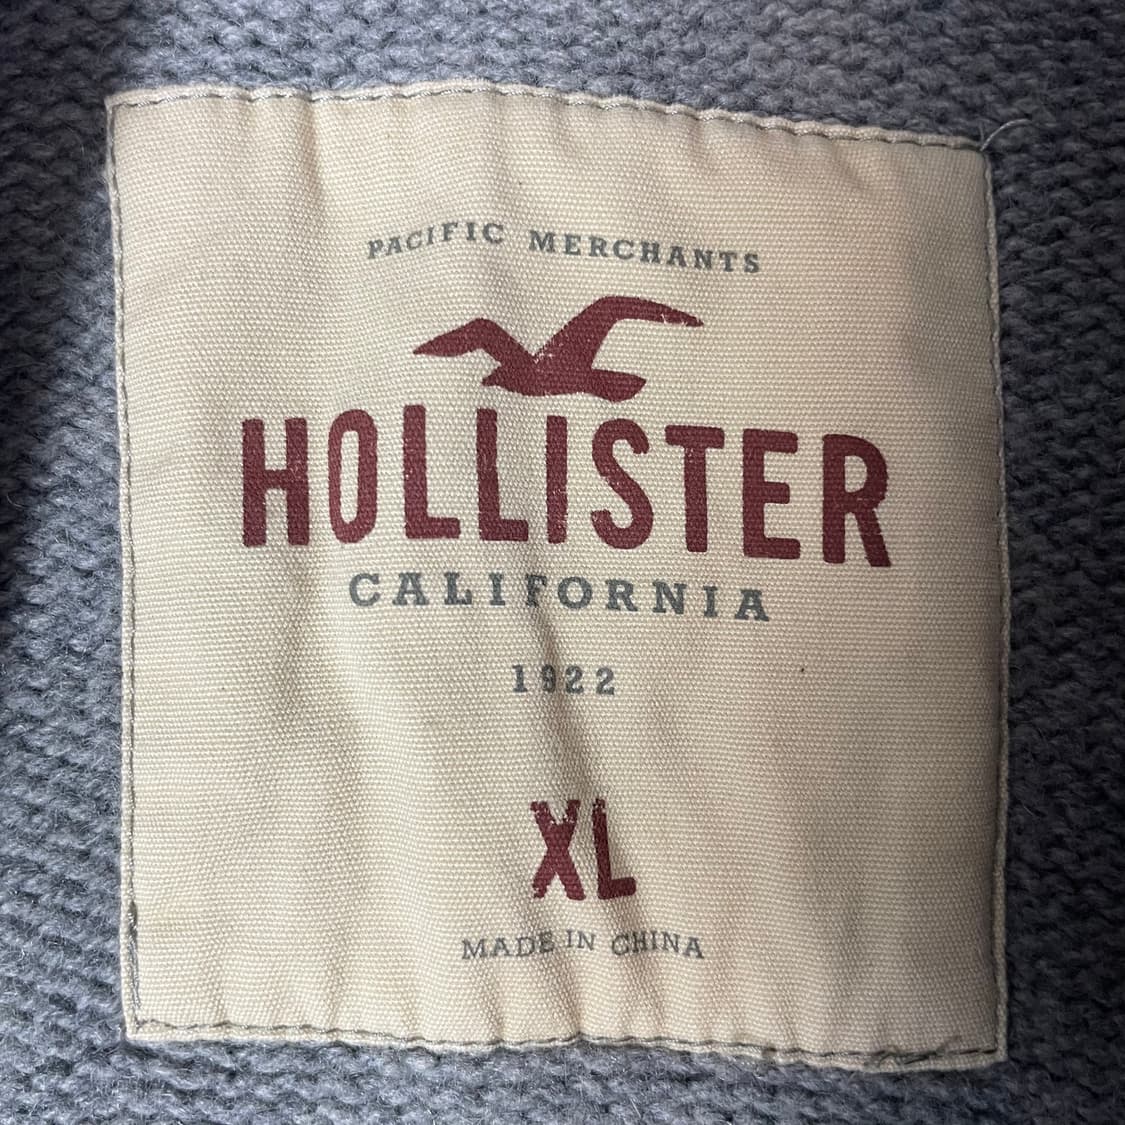 PACIFIC MERCHANTS
HOLLISTER
CALIFORNIA
1922
XL
MADE IN CHINA